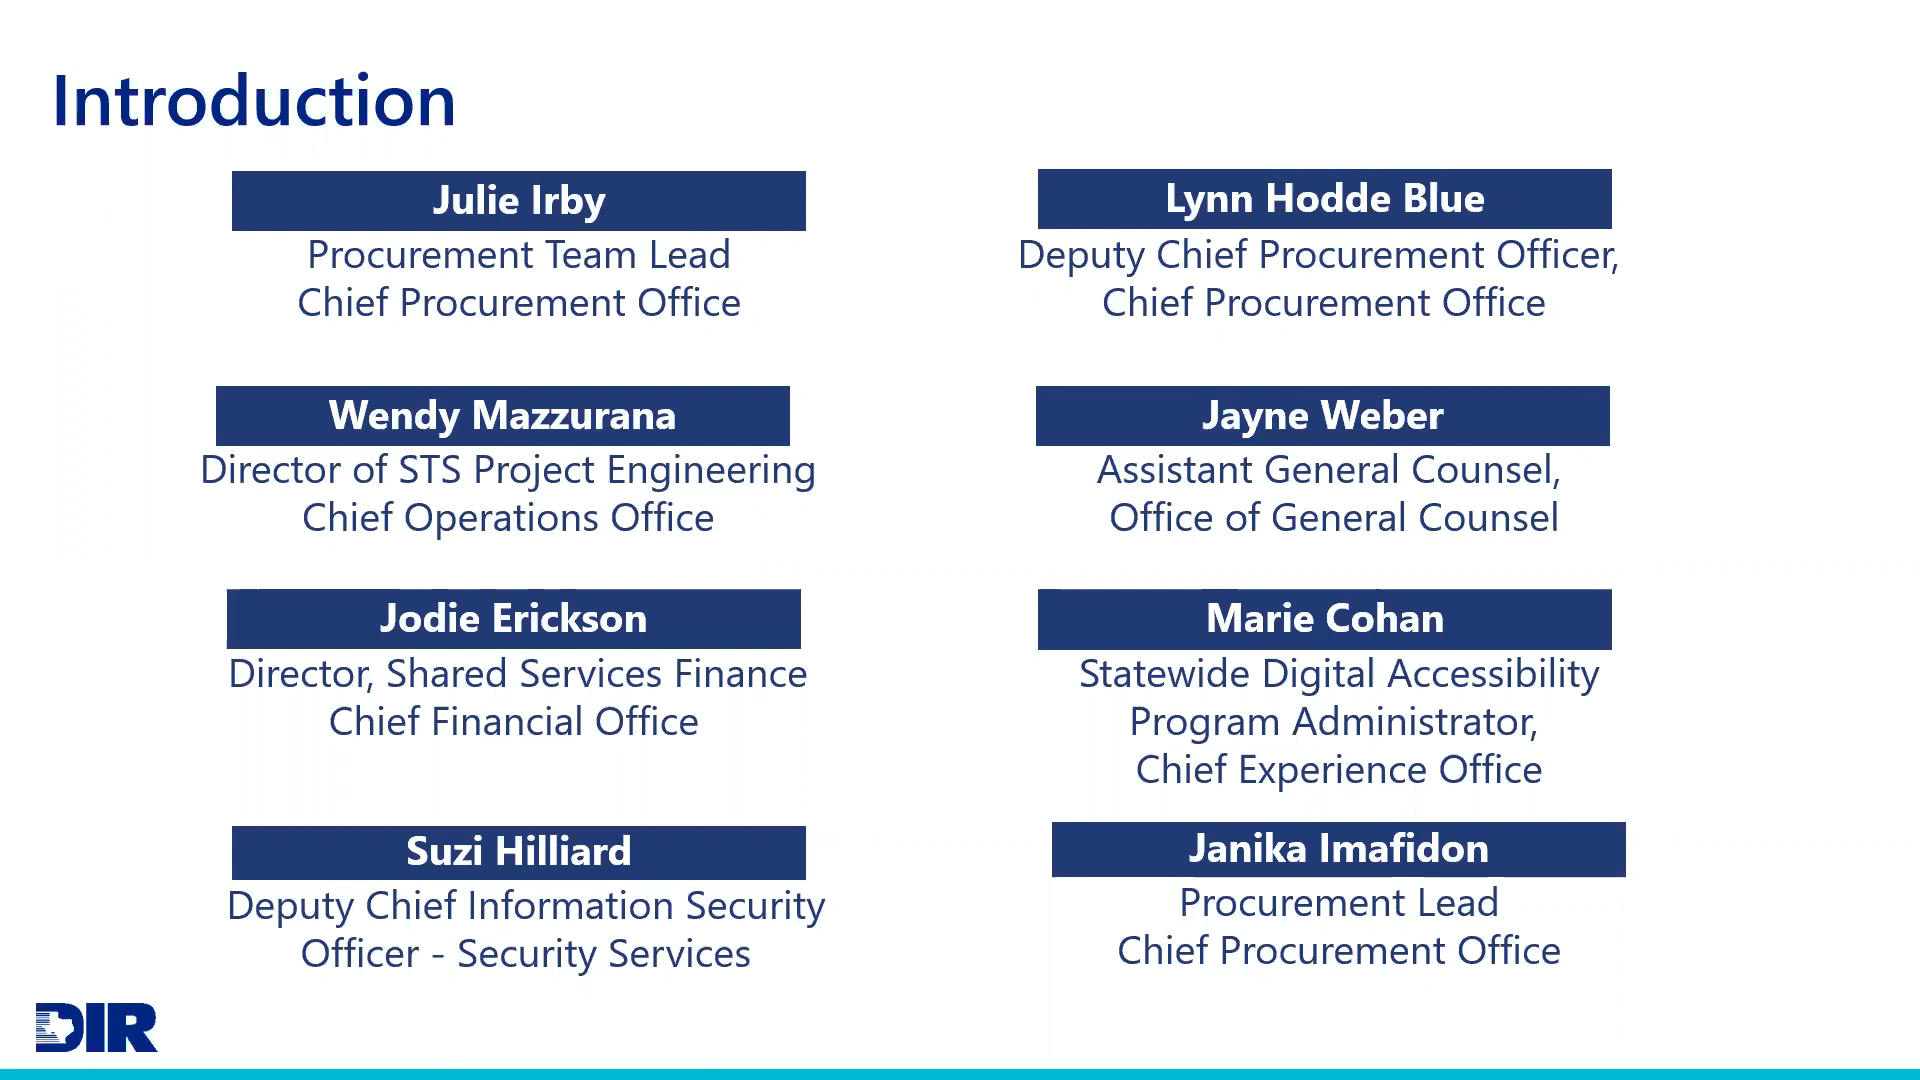 Introduction
Julie Irby
Procurement Team Lead
Chief Procurement Office
Lynn Hodde Blue
Deputy Chief Procurement Officer,
Chief Procurement Office
Wendy Mazzurana
Director of STS Project Engineering
Chief Operations Office
Jayne Weber
Assistant General Counsel,
Office of General Counsel
Jodie Erickson
Director, Shared Services Finance
Chief Financial Office
Marie Cohan
Statewide Digital Accessibility
Program Administrator,
Chief Experience Office
Suzi Hilliard
Deputy Chief Information Security
Officer - Security Services
Janika Imafidon
Procurement Lead
Chief Procurement Office
DIR